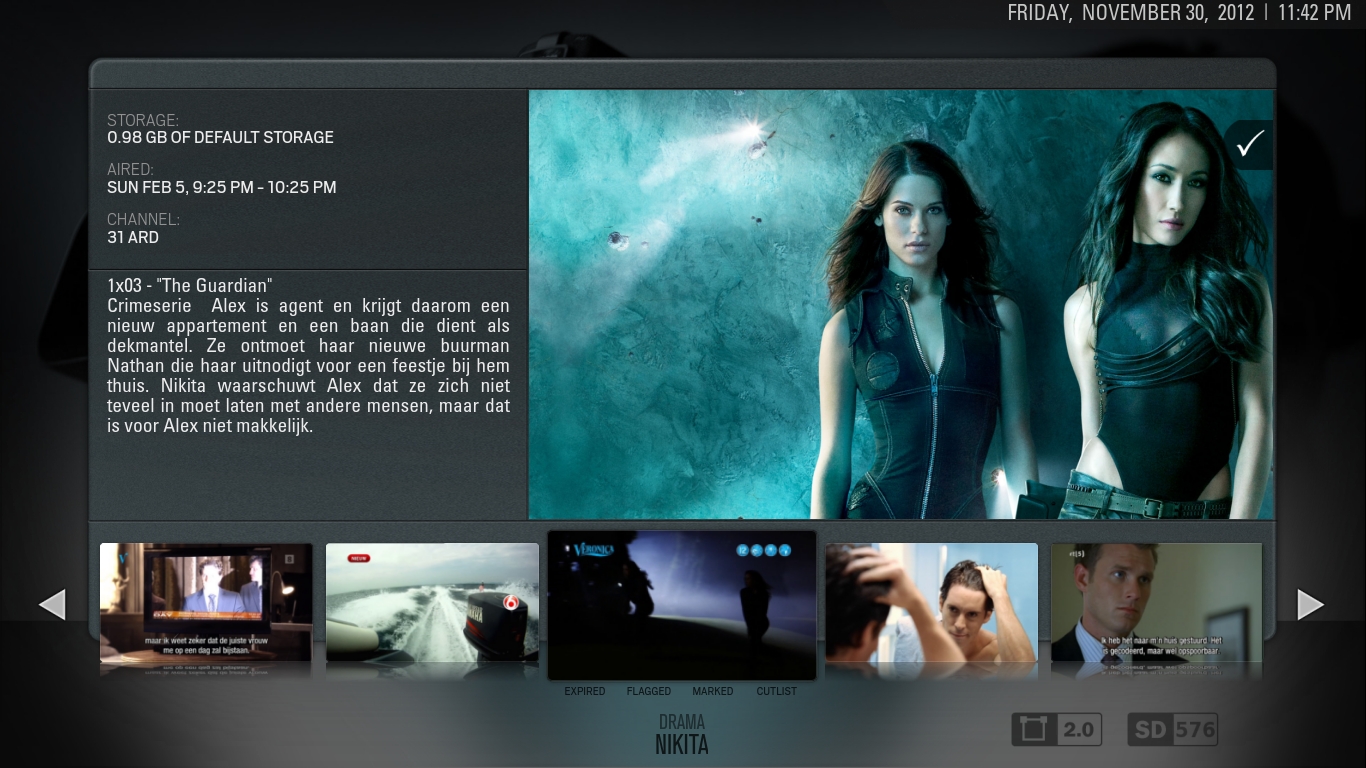 FRIDAY, NOVEMBER 30, 2012 | 11:42 PM
STORAGE:
0.98 GB OF DEFAULT STORAGE
AIRED:
SUN FEB 5, 9:25 PM - 10:25 PM
CHANNEL:
31 ARD
1x03 - "The Guardian"
Crimeserie Alex is agent en krijgt daarom een
nieuw appartement en een baan die dient als
dekmantel. Ze ontmoet haar nieuwe buurman
Nathan die haar uitnodigt voor een feestje bij hem
thuis. Nikita waarschuwt Alex dat ze zich niet
teveel in moet laten met andere mensen, maar dat
is voor Alex niet makkelijk.
maar ik weet zeker dat de juiste vrouw
me op een dag zal bijstaan.
NIEUW
YAMAHA
VERONICA
12
Ik heb het naar m'n huis gestuurd. Het
is gecodeerd, maar wel opspoorbaar
EXPIRED FLAGGED MARKED CUTLIST
DRAMA
NIKITA
2.0
SD 576